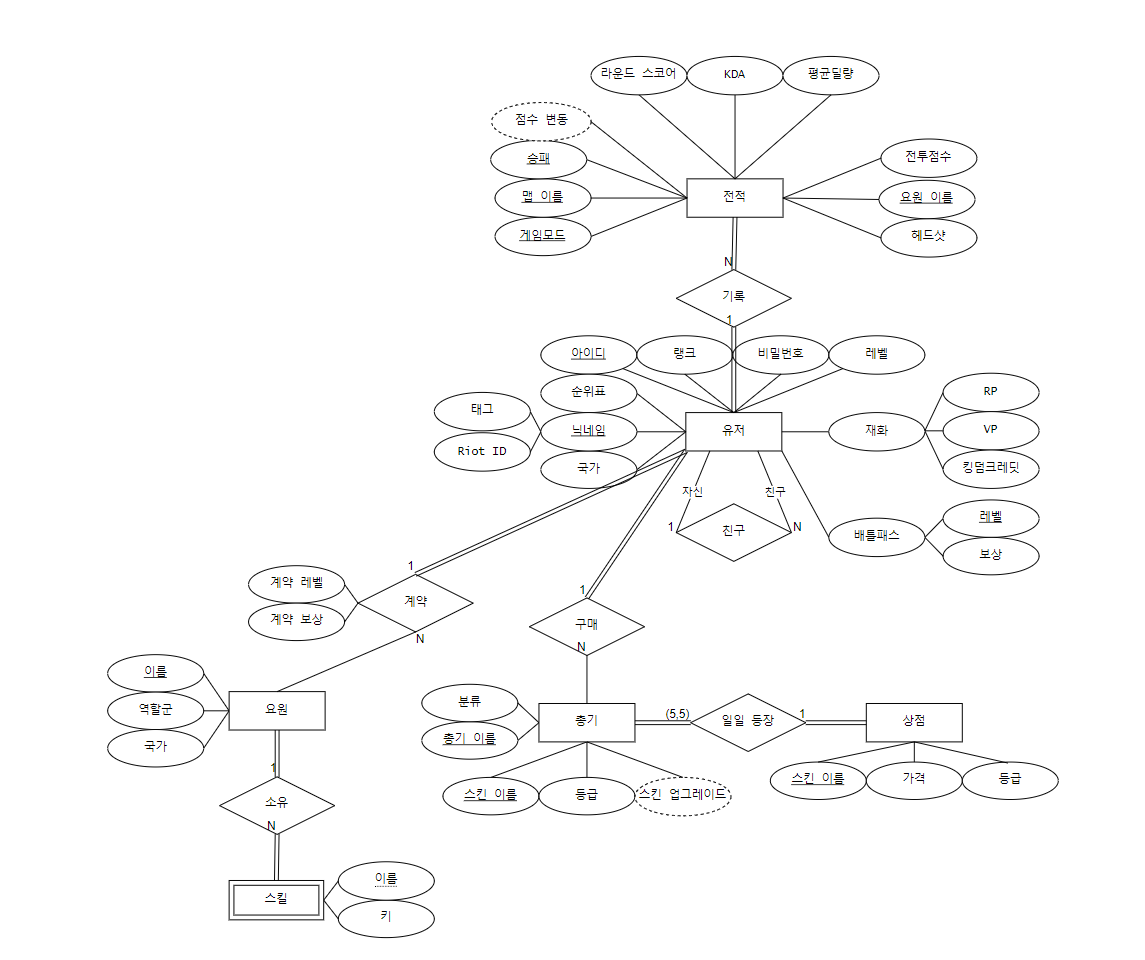 라운드 스코어
KDA
평균딜량
점수 변동
승패
맵 이름
게임모드
전적
전투점수
요원 이름
헤드샷
N
기록
1
아이디
랭크
비밀번호
레벨
순위표
닉네임
국가
태그
Riot ID
유저
재화
RP
VP
킹덤크레딧
자신
친구
1
친구
N
배틀패스
레벨
보상
1
계약
N
계약 레벨
계약 보상
1
구매
N
이름
역할군
국가
요원
분류
총기 이름
총기
(5,5)
일일 등장
1
상점
스킨 이름
등급
스킨 업그레이드
스킨 이름
가격
등급
1
소유
N
스킬
이름
키